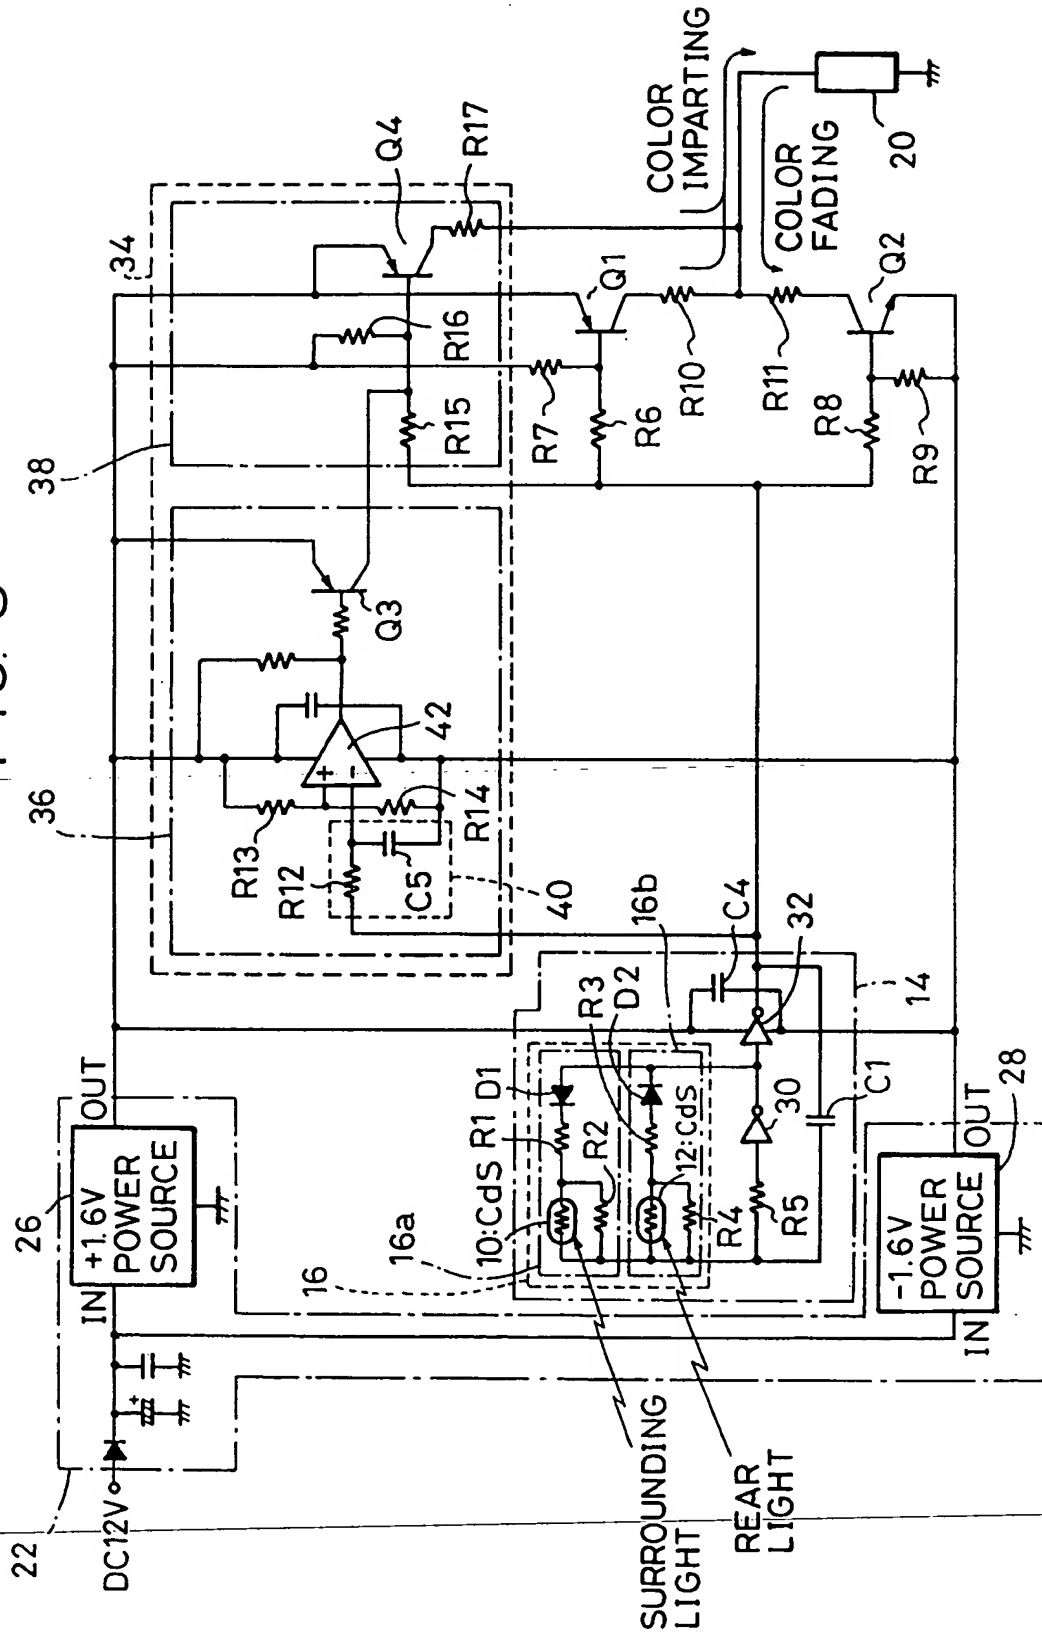 22
DC12V
26
IN
+1.6V
POWER
SOURCE
OUT
36
38
34
R13
R12
C5
40
R14
42
Q3
R15
R16
Q4
R17
16
16a
10:CdS
R1
D1
R2
12:CdS
R3
D2
16b
R4
R5
30
C4
32
14
C1
R7
R6
Q1
R10
R11
R8
R9
Q2
COLOR
IMPARTING
COLOR
FADING
20
SURROUNDING
LIGHT
REAR
LIGHT
IN
-1.6V
POWER
SOURCE
OUT
28